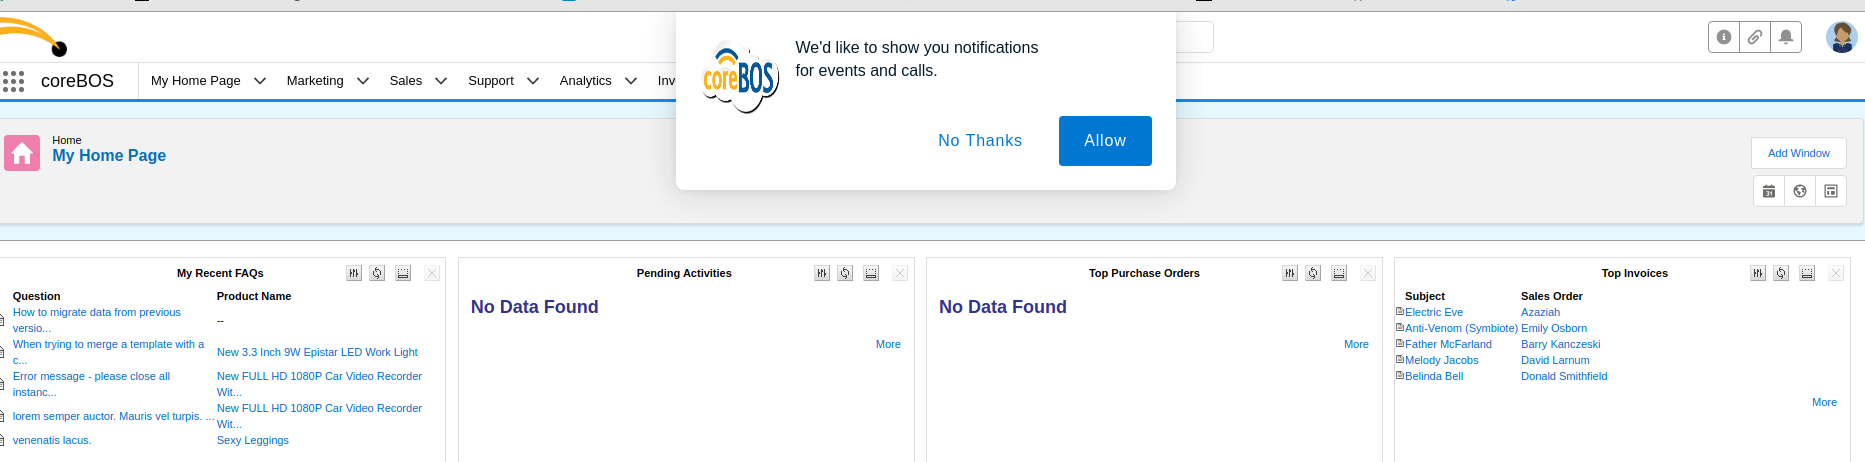 We'd like to show you notifications
for events and calls.
coreBOS
No Thanks
Allow
coreBOS
My Home Page
Marketing
Sales
Support
Analytics
Home
My Home Page
Add Window
31
My Recent FAQs
Question Product Name
How to migrate data from previous
versio...
--
When trying to merge a template with a
c...
New 3.3 Inch 9W Epistar LED Work Light
Error message - please close all
instanc...
New FULL HD 1080P Car Video Recorder
Wit...
lorem semper auctor. Mauris vel turpis. ...
New FULL HD 1080P Car Video Recorder
Wit...
venenatis lacus.
Sexy Leggings
Pending Activities
No Data Found
More
Top Purchase Orders
No Data Found
More
Top Invoices
Subject Sales Order
Electric Eve Azaziah
Anti-Venom (Symbiote) Emily Osborn
Father McFarland Barry Kanczeski
Melody Jacobs David Larnum
Belinda Bell Donald Smithfield
More